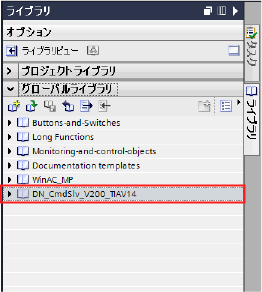 ライブラリ
オプション
ライブラリビュー
プロジェクトライブラリ
グローバルライブラリ
Buttons-and-Switches
Long Functions
Monitoring-and-control-objects
Documentation templates
WinAC_MP
DN_CmdSlv_V200_TIAV14
タスク
ライブラリ